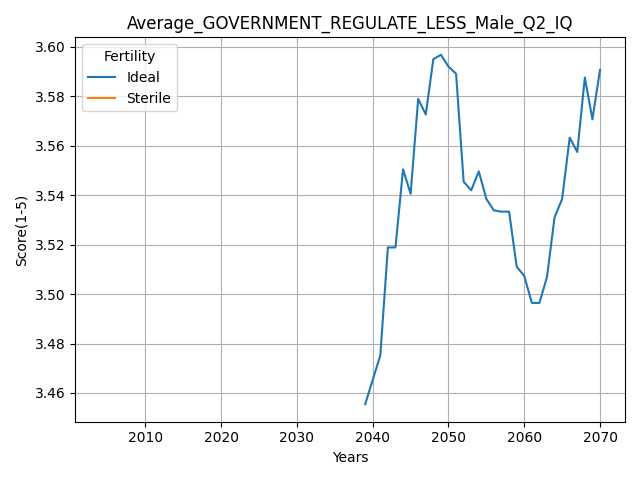 Average_GOVERNMENT_REGULATE_LESS_Male_Q2_IQ
Fertility
Ideal
Sterile
Score(1-5)
3.60
3.58
3.56
3.54
3.52
3.50
3.48
3.46
2010 2020 2030 2040 2050 2060 2070
Years